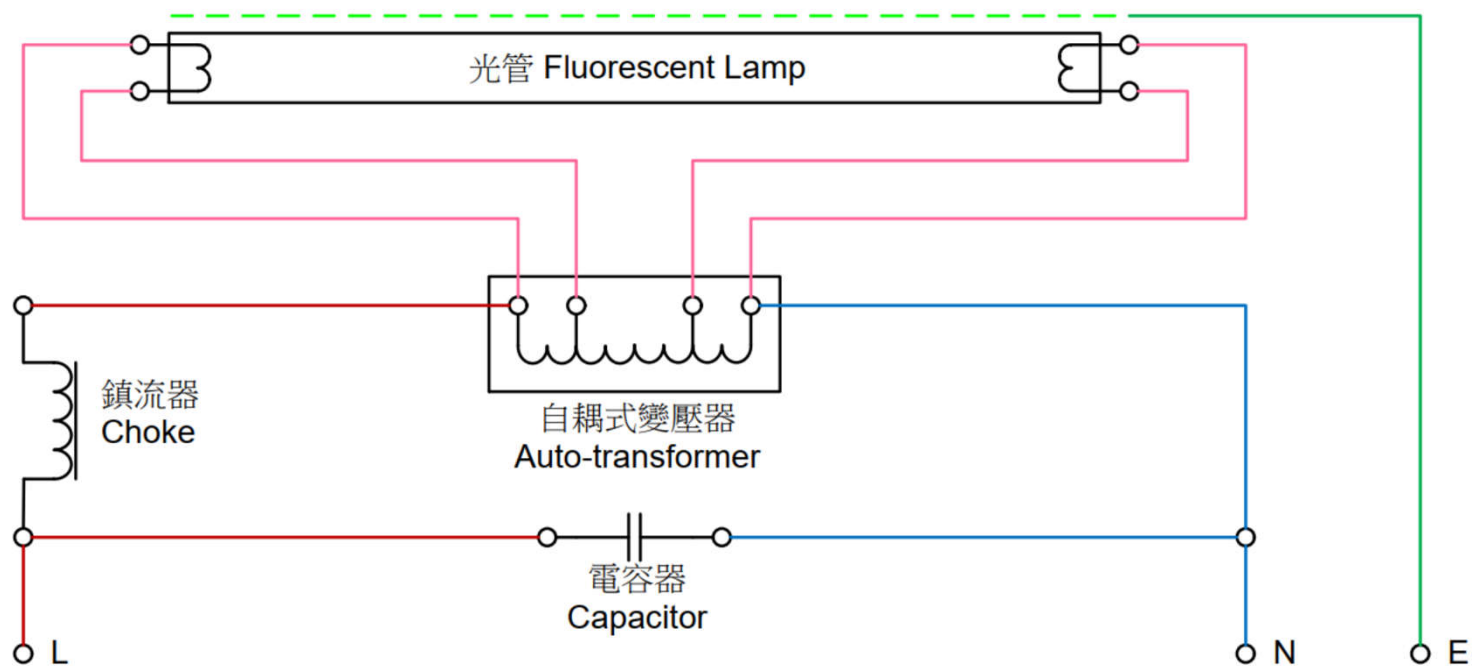 光管 Fluorescent Lamp
鎮流器
Choke
自耦式變壓器
Auto-transformer
電容器
Capacitor
L
N
E